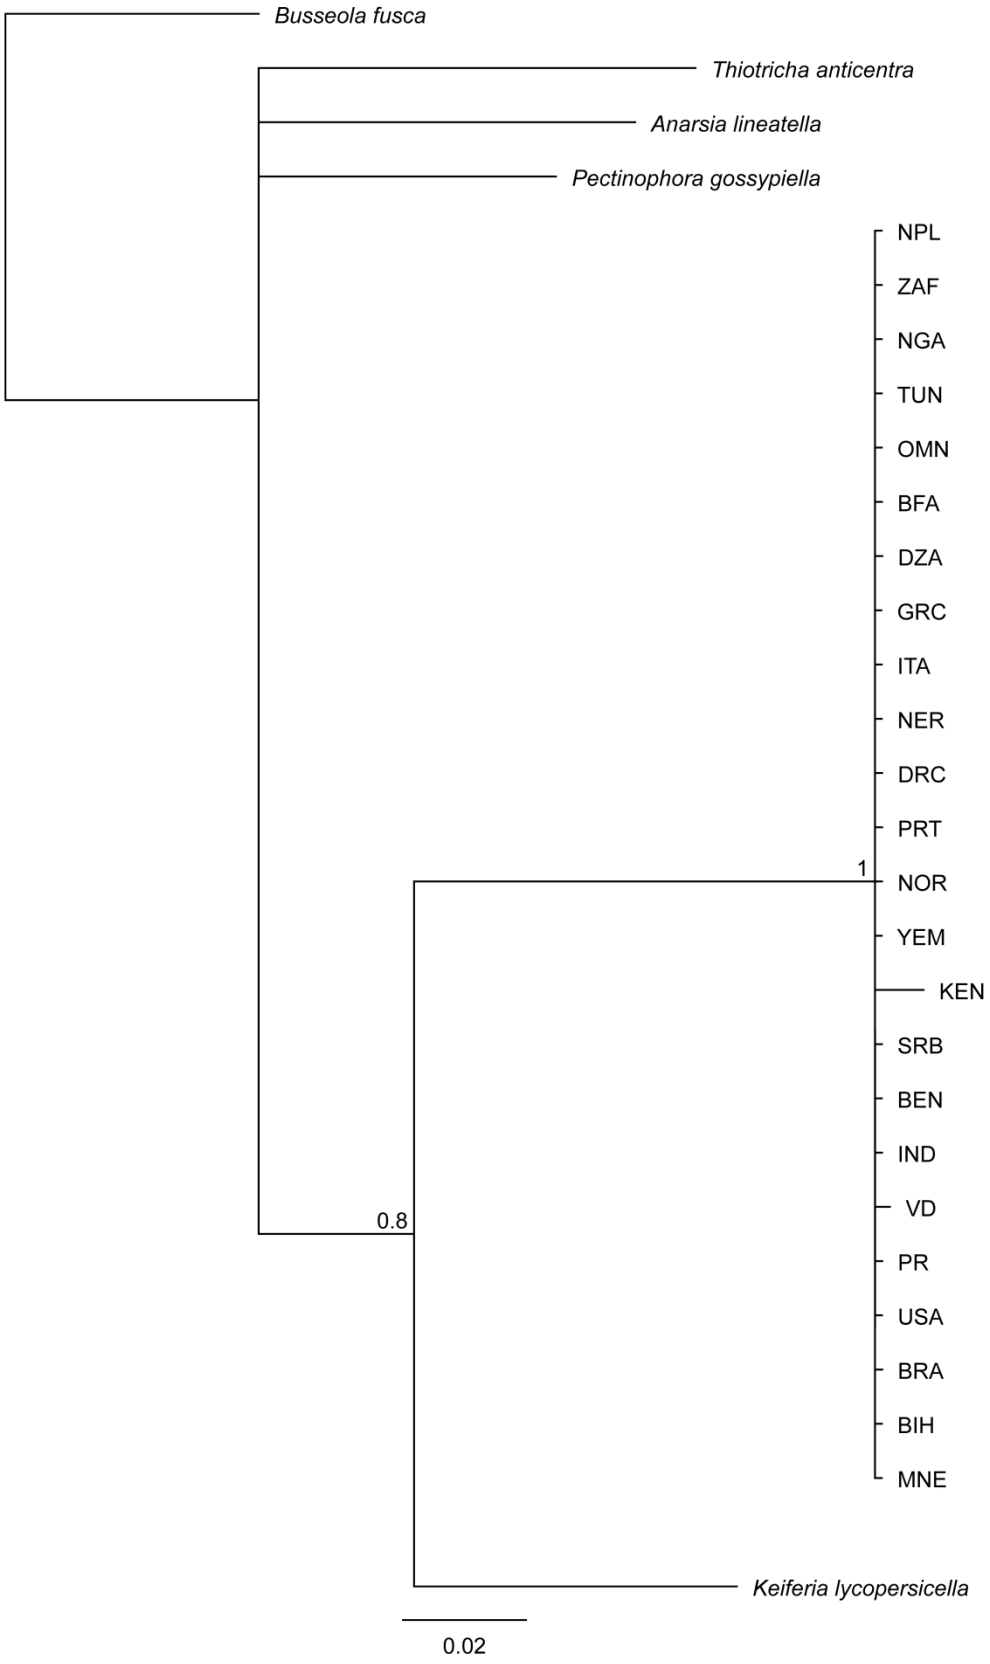 Busseola fusca
Thiotricha anticentra
Anarsia lineatella
Pectinophora gossypiella
NPL
ZAF
NGA
TUN
OMN
BFA
DZA
GRC
ITA
NER
DRC
PRT
1
NOR
YEM
KEN
SRB
BEN
IND
VD
0.8
PR
USA
BRA
BIH
MNE
Keiferia lycopersicella
0.02